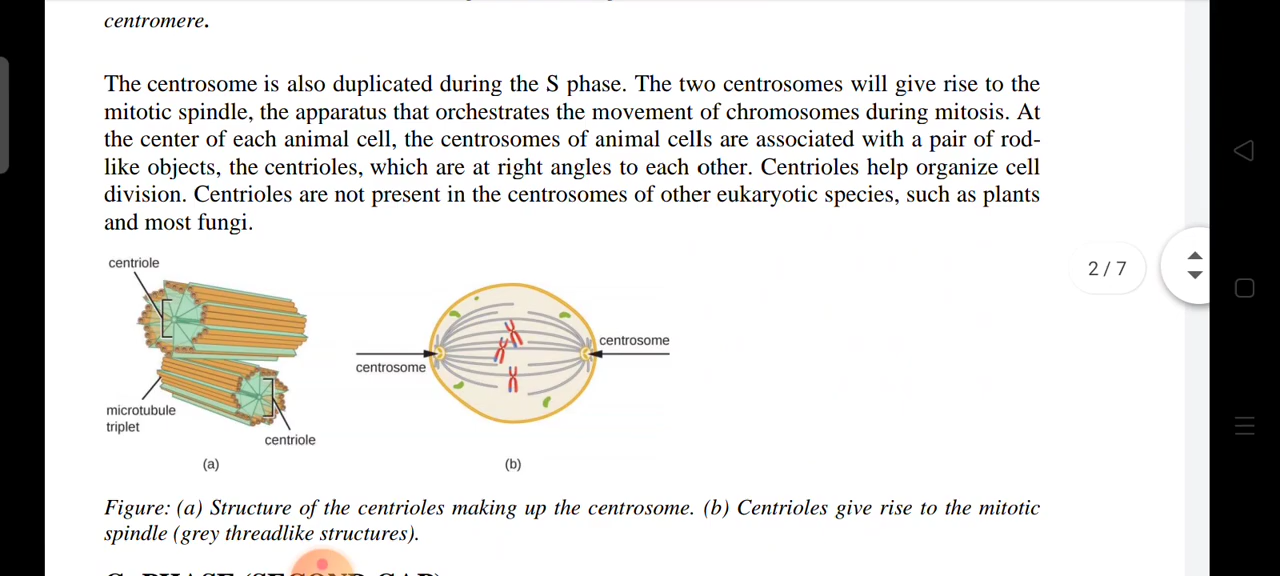 centromere.
The centrosome is also duplicated during the S phase. The two centrosomes will give rise to the
mitotic spindle, the apparatus that orchestrates the movement of chromosomes during mitosis. At
the center of each animal cell, the centrosomes of animal cells are associated with a pair of rod-
like objects, the centrioles, which are at right angles to each other. Centrioles help organize cell
division. Centrioles are not present in the centrosomes of other eukaryotic species, such as plants
and most fungi.
2 / 7
centriole
centrosome
centrosome
microtubule
triplet
centriole
(a)
(b)
Figure: (a) Structure of the centrioles making up the centrosome. (b) Centrioles give rise to the mitotic
spindle (grey threadlike structures).